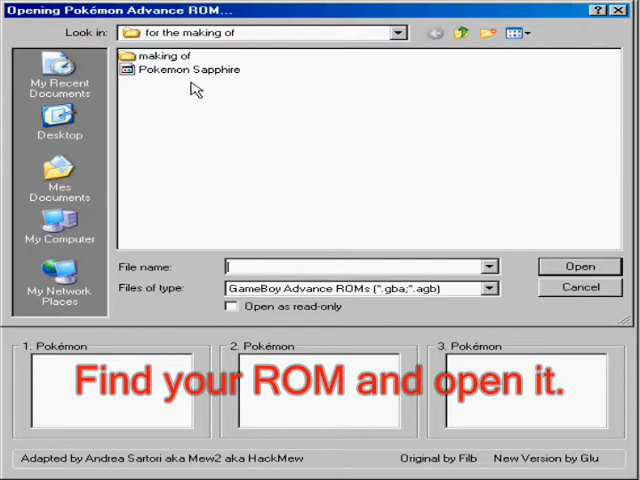 Opening Pokémon Advance ROM...
Look in: for the making of
making of
Pokemon Sapphire
My Recent
Documents
Desktop
Mes
Documents
My Computer
My Network
Places
File name:
Open
Files of type: GameBoy Advance ROMs (*.gba;*.agb)
Cancel
Open as read-only
1. Pokémon 2. Pokémon 3. Pokémon
Find your ROM and open it.
Adapted by Andrea Sartori aka Mew2 aka HackMew Original by Filb New Version by Glu